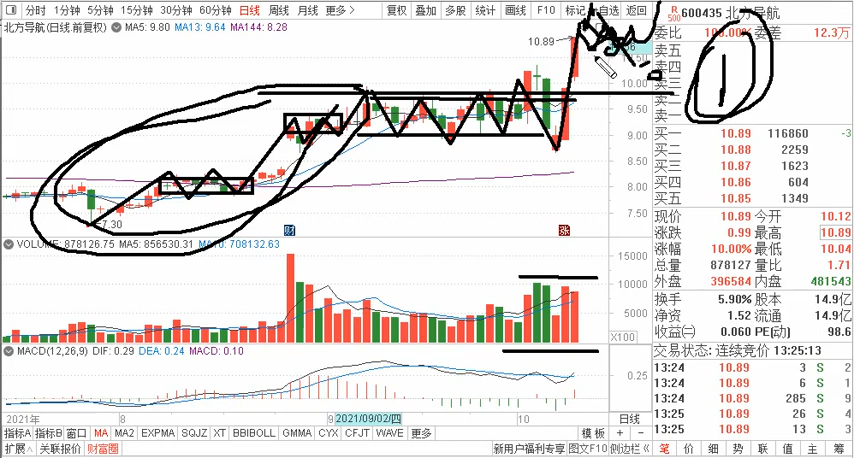 分时 1分钟 5分钟 15分钟 30分钟 60分钟 日线 周线 月线 更多 > 复权 叠加 多股 统计 画线 F10 标记 自选 返回
R 500 600435 北方导航
北方导航(日线 前复权) MA5: 9.80 MA13: 9.64 MA144: 8.28
委比 100.00% 委差 12.3万
卖五
卖四
卖三
卖二
卖一
10.89
10.00
9.50
9.00
8.50
8.00
7.50
7.30
财
涨
买一 10.89 116860 -3
买二 10.88 2259
买三 10.87 1623
买四 10.86 604
买五 10.85 1349
现价 10.89 今开 10.12
涨跌 0.99 最高 10.89
涨幅 10.00% 最低 10.04
总量 878127 量比 1.71
外盘 396584 内盘 481543
换手 5.90% 股本 14.9亿
净资 1.52 流通 14.9亿
收益㈡ 0.060 PE(动) 98.6
交易状态: 连续竞价 13:25:13
13:24 10.89 3 S 2
13:24 10.89 6 S 1
13:24 10.89 285 S 9
13:25 10.89 26 S 4
13:25 10.89 13 S 3
VOLUME: 878126.75 MA5: 856530.31 MA10: 708132.63
15000
10000
5000
X100
MACD(12,26,9) DIF: 0.29 DEA: 0.24 MACD: 0.10
0.25
2021年 8 9 2021/09/02/四 10 日线
指标A 指标B 窗口 MA MA2 EXPMA SQJZ XT BBIBOLL GMMA CYX CFJT WAVE 更多 模板 + -
扩展∧ 关联报价 财富圈 新用户福利专享 图文F10 侧边栏 笔 价 细 势 联 值 主 筹